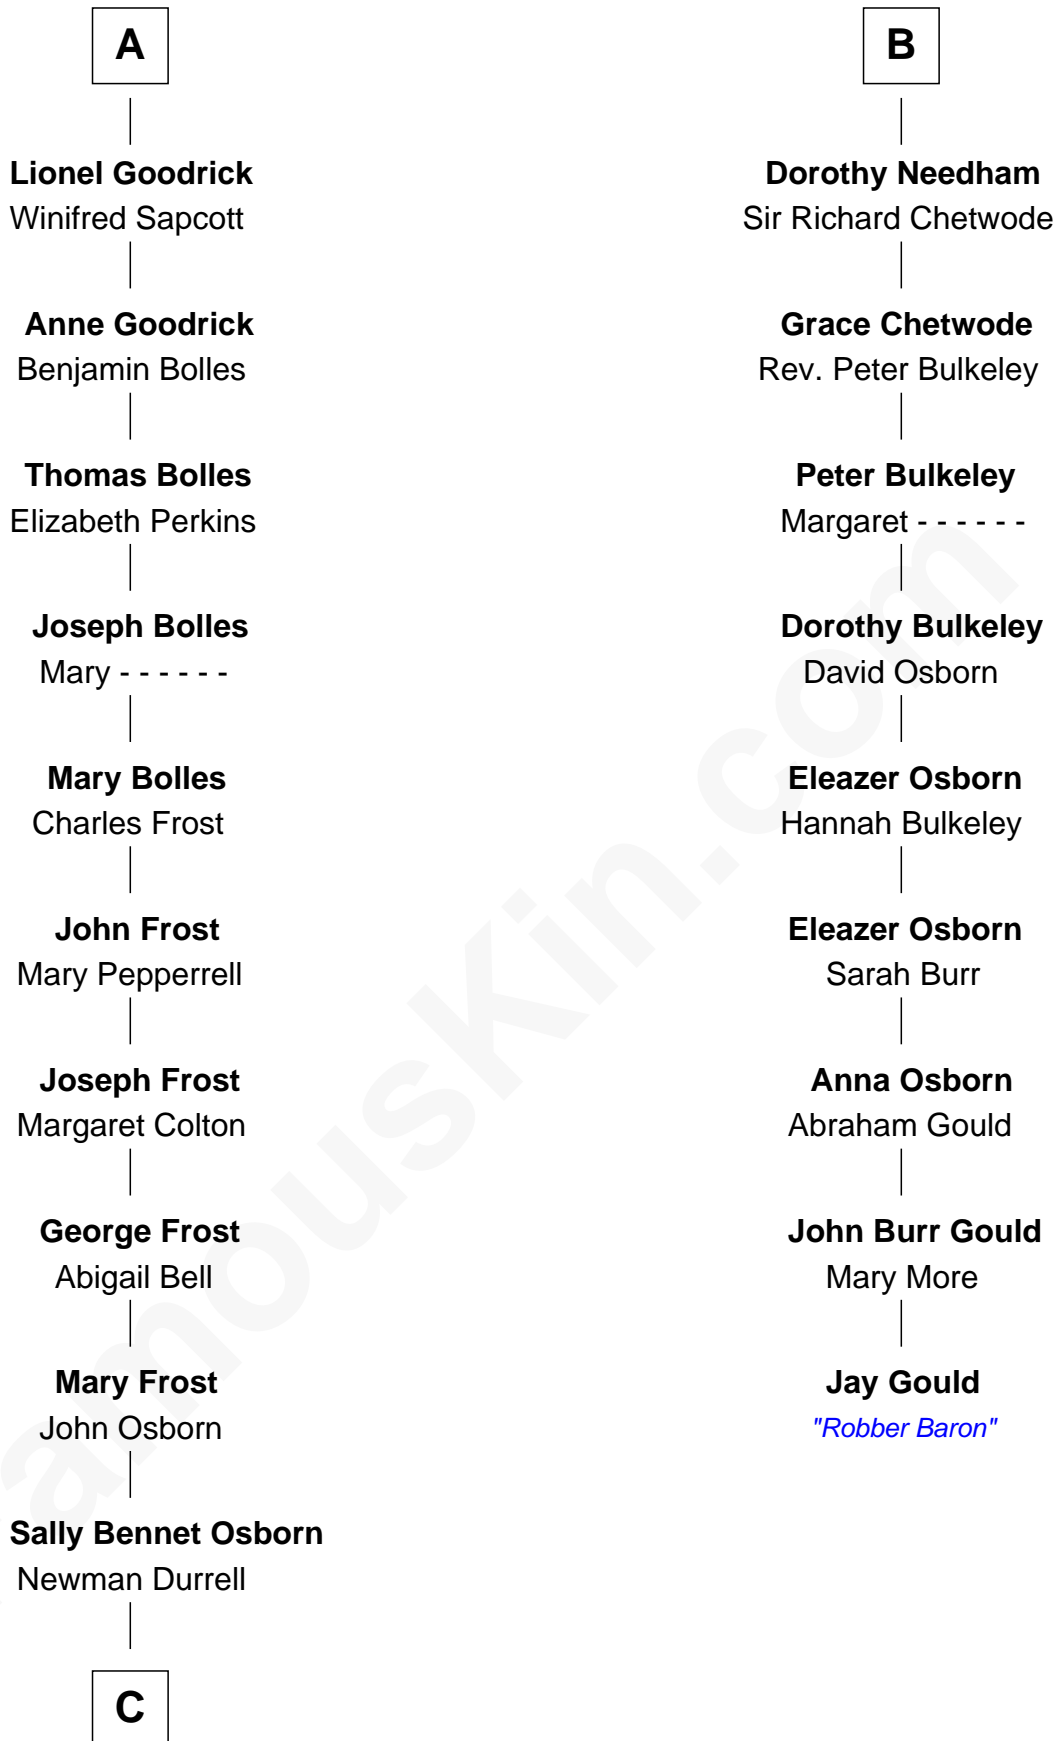 A
Lionel Goodrick
Winifred Sapcott
Anne Goodrick
Benjamin Bolles
Thomas Bolles
Elizabeth Perkins
Joseph Bolles
Mary - - - - - -
Mary Bolles
Charles Frost
John Frost
Mary Pepperrell
Joseph Frost
Margaret Colton
George Frost
Abigail Bell
Mary Frost
John Osborn
Sally Bennet Osborn
Newman Durrell
C
B
Dorothy Needham
Sir Richard Chetwode
Grace Chetwode
Rev. Peter Bulkeley
Peter Bulkeley
Margaret - - - - - -
Dorothy Bulkeley
David Osborn
Eleazer Osborn
Hannah Bulkeley
Eleazer Osborn
Sarah Burr
Anna Osborn
Abraham Gould
John Burr Gould
Mary More
Jay Gould
"Robber Baron"
amouskin.com